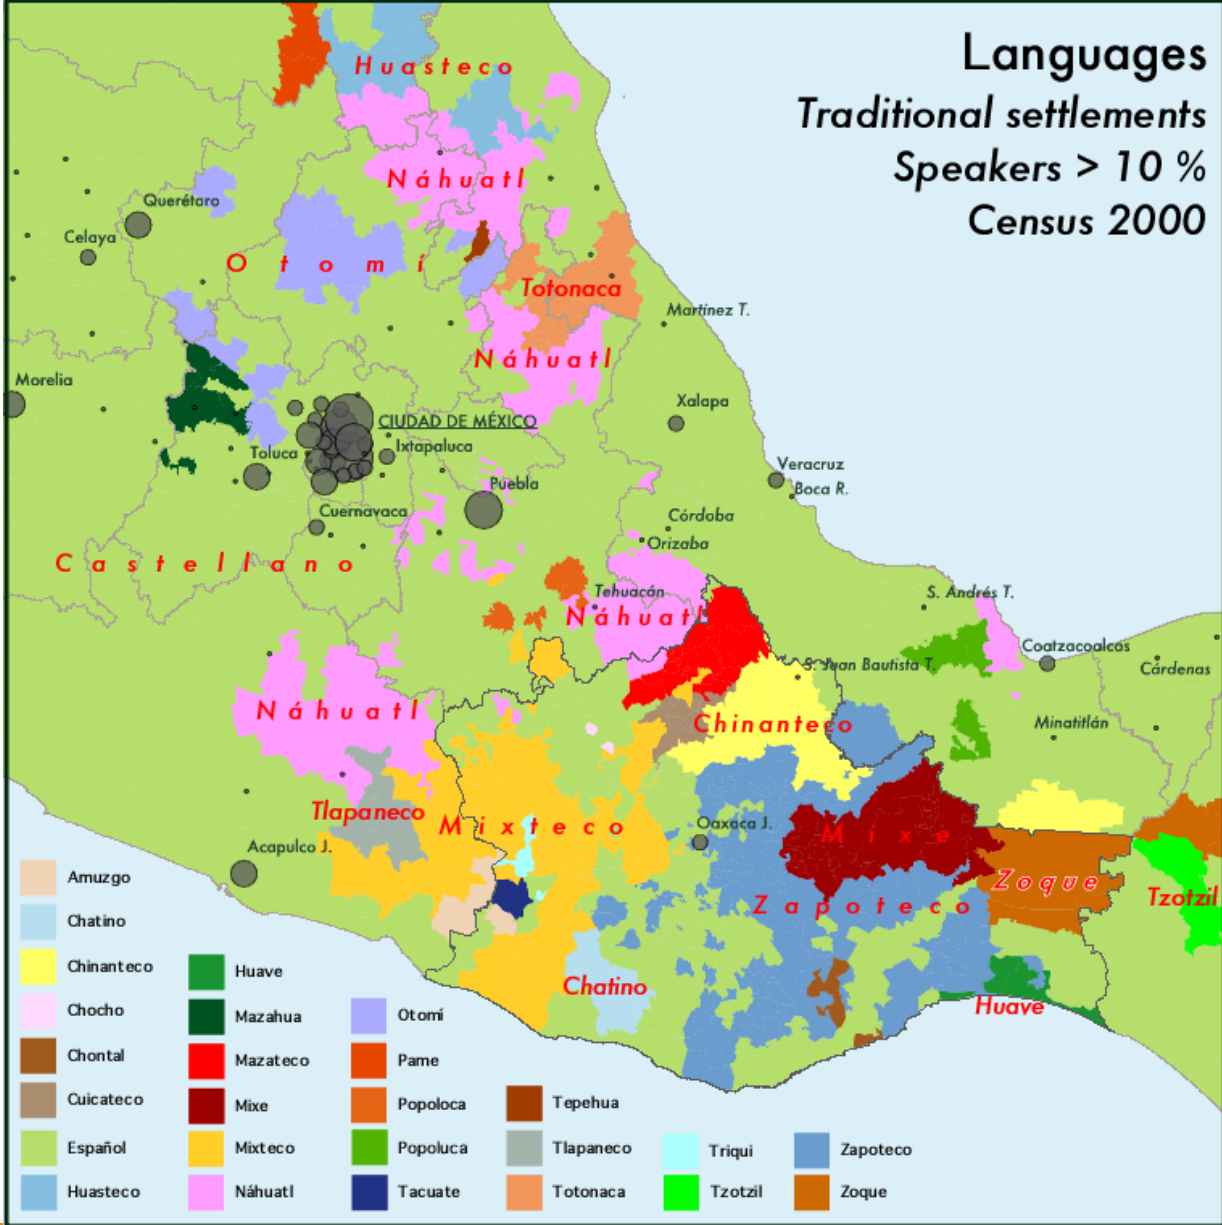 Languages
Traditional settlements
Speakers > 10 %
Census 2000
Huasteco
Náhuatl
Querétaro
Celaya
Otomí
Totonaca
Martínez T.
Náhuatl
Morelia
Xalapa
CIUDAD DE MÉXICO
Ixtapaluca
Toluca
Veracruz
Boca R.
Puebla
Cuernavaca
Córdoba
Orizaba
Castellano
Tehuacán
Náhuatl
S. Andrés T.
Coatzacoalcos
Cárdenas
S. Juan Bautista T.
Náhuatl
Chinanteco
Minatitlán
Tlapaneco
Mixteco
Oaxaca J.
Mixe
Acapulco J.
Zoque
Tzotzil
Zapoteco
Chatino
Huave
Amuzgo
Chatino
Chinanteco
Chocho
Chontal
Cuicateco
Español
Huasteco
Huave
Mazahua
Mazateco
Mixe
Mixteco
Náhuatl
Otomí
Pame
Popoloca
Popoluca
Tacuate
Tepehua
Tlapaneco
Totonaca
Triqui
Tzotzil
Zapoteco
Zoque